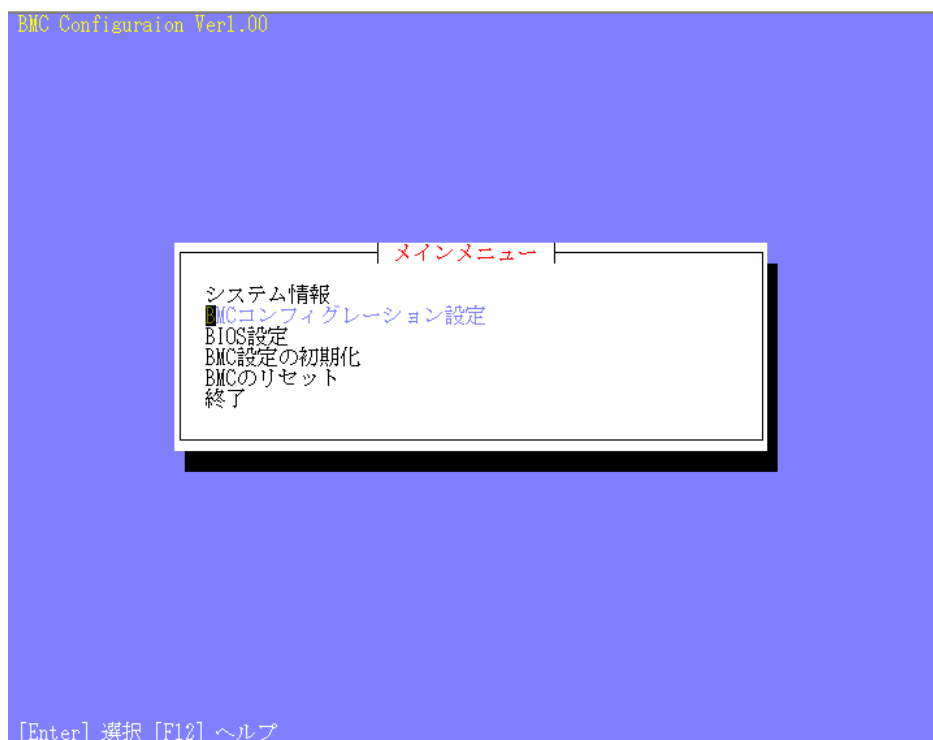 BMC Configuraion Ver1.00
メインメニュー
システム情報
BMCコンフィグレーション設定
BIOS設定
BMC設定の初期化
BMCのリセット
終了
[Enter] 選択 [F12] ヘルプ